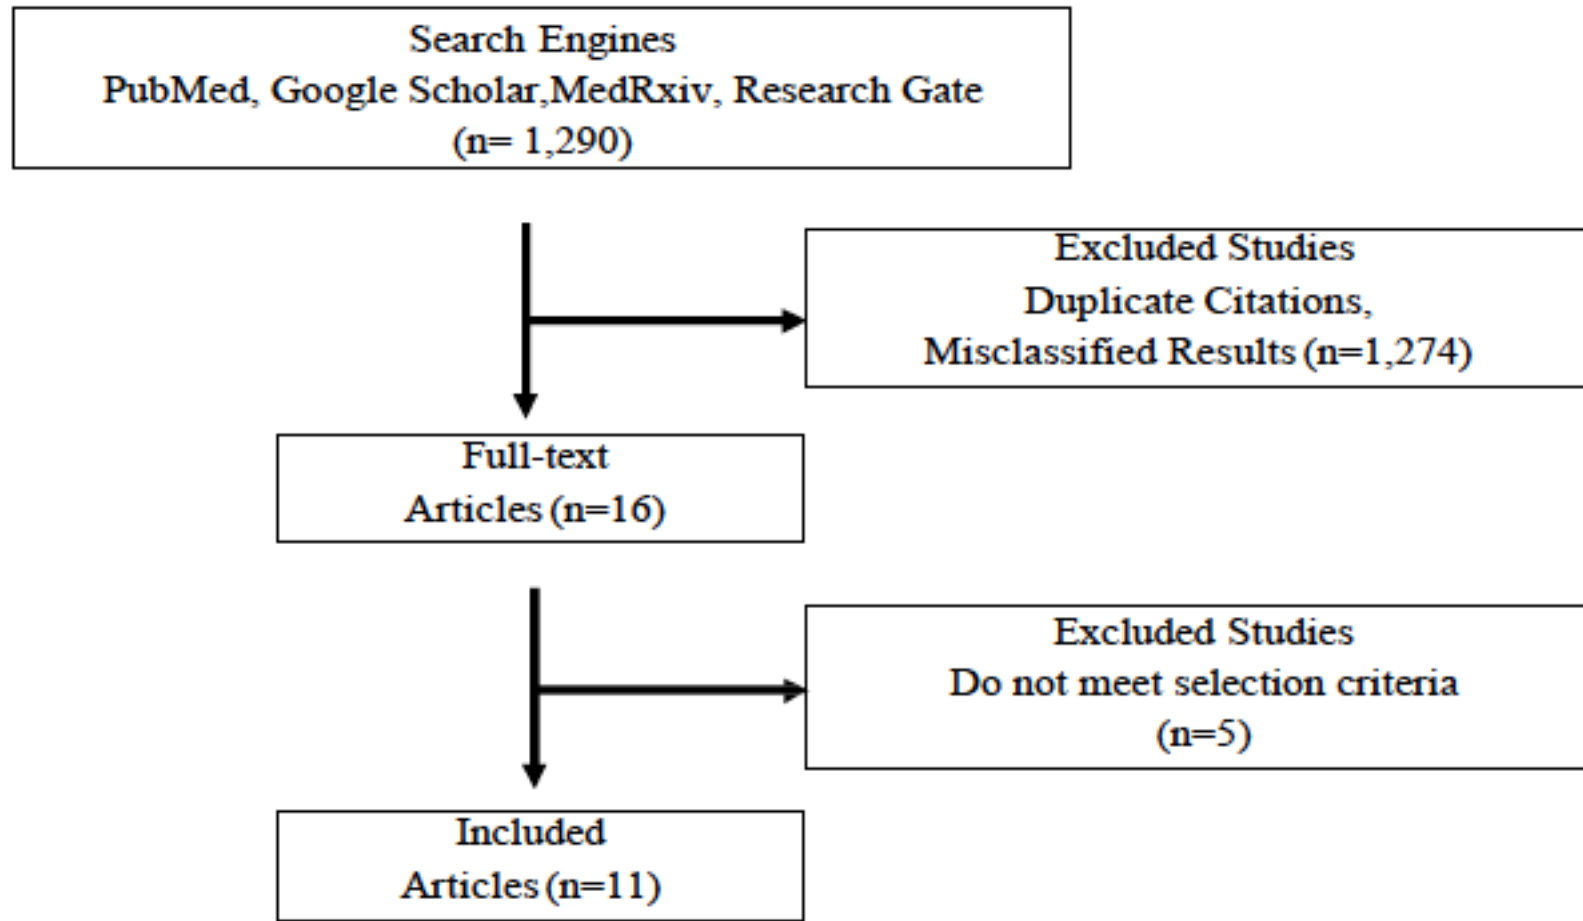 Search Engines
PubMed, Google Scholar,MedRxiv, Research Gate
(n= 1,290)
Excluded Studies
Duplicate Citations,
Misclassified Results (n=1,274)
Full-text
Articles (n=16)
Excluded Studies
Do not meet selection criteria
(n=5)
Included
Articles (n=11)